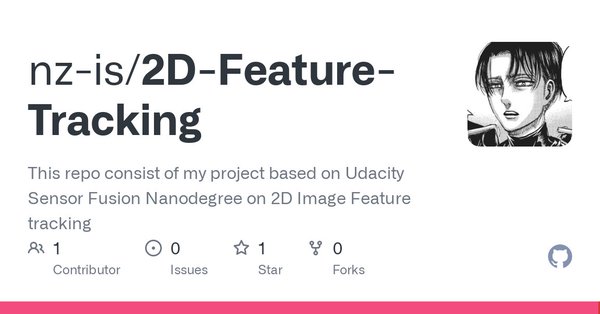 nz-is/2D-Feature-
Tracking
This repo consist of my project based on Udacity
Sensor Fusion Nanodegree on 2D Image Feature
tracking
1 0 1 0
Contributor Issues Star Forks